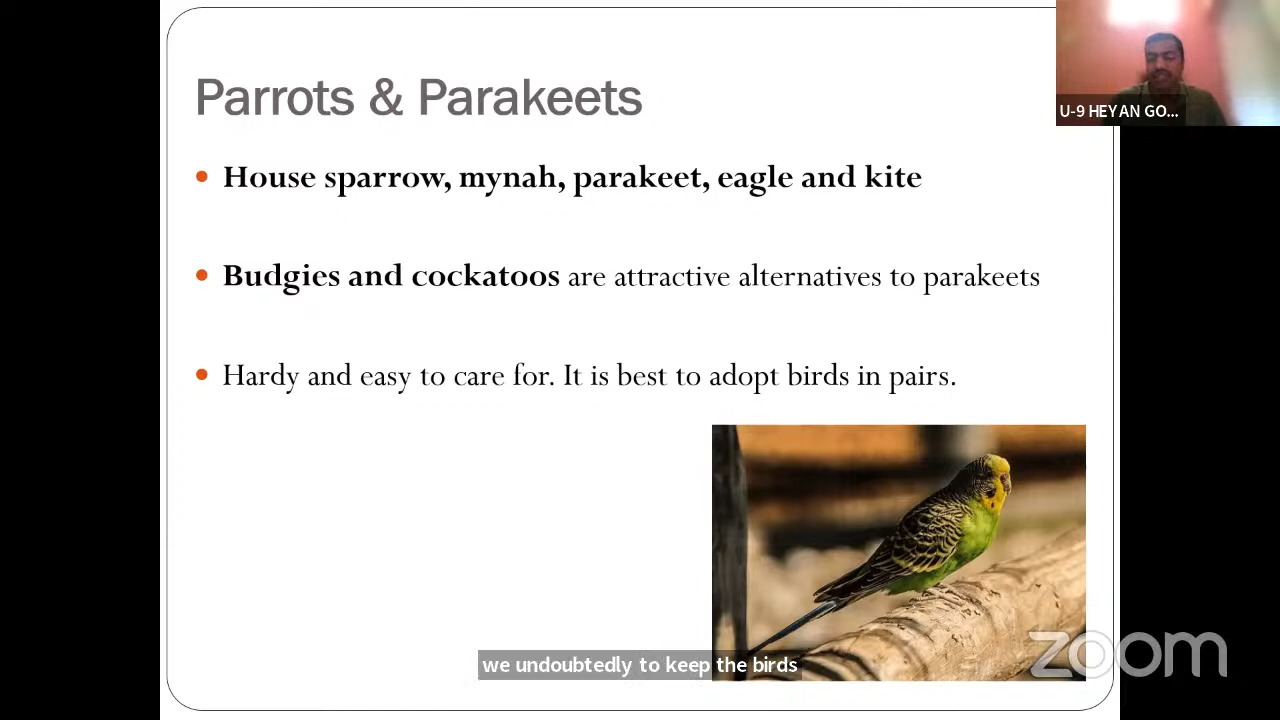 Parrots & Parakeets
U-9 HEYAN GO...
House sparrow, mynah, parakeet, eagle and kite
Budgies and cockatoos are attractive alternatives to parakeets
Hardy and easy to care for. It is best to adopt birds in pairs.
we undoubtedly to keep the birds
zoom